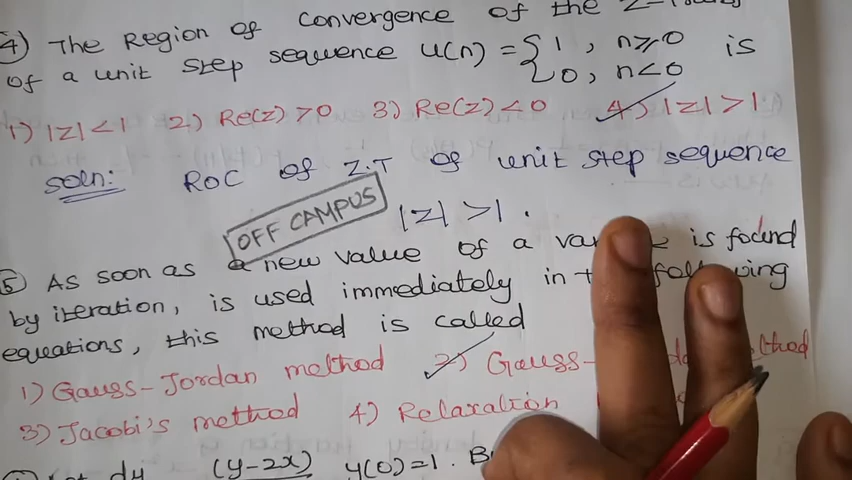 4) The Region of convergence of the Z-
of a unit step sequence u(n) = { 1, n≥0 is
0, n<0
1) |z|<1 2) Re(z)>0 3) Re(z)<0 4) |z|>1
soln: ROC of Z.T of unit step sequence
|z|>1.
OFF CAMPUS
5) As soon as a new value of a is found
by iteration, is used immediately in
equations, this method is called
1) Gauss-Jordan method 2) Gauss-
3) Jacobi's method 4) Relaxation
dy (y-2x) y(0)=1.